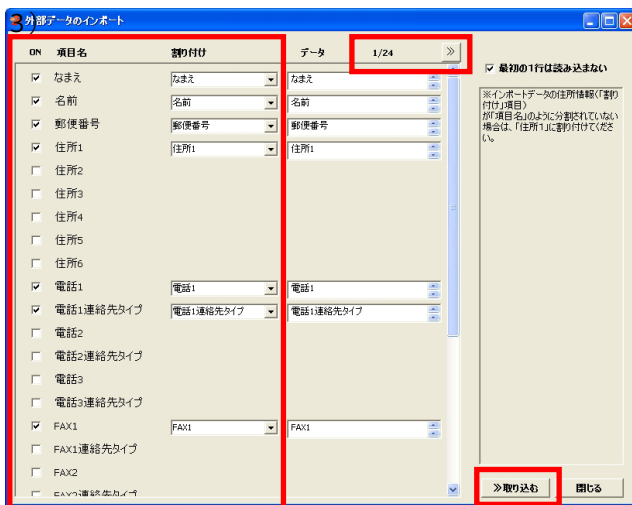 3)
外部データのインポート
ON 項目名 割り付け データ 1/24 ≫
なまえ なまえ なまえ
名前 名前 名前
郵便番号 郵便番号 郵便番号
住所1 住所1 住所1
住所2
住所3
住所4
住所5
住所6
電話1 電話1 電話1
電話1連絡先タイプ 電話1連絡先タイプ 電話1連絡先タイプ
電話2
電話2連絡先タイプ
電話3
電話3連絡先タイプ
FAX1 FAX1 FAX1
FAX1連絡先タイプ
FAX2
FAX2連絡先タイプ
最初の1行は読み込まない
※インポートデータの住所情報(「割り
付け」項目)
が「項目名」のように分割されていない
場合は、「住所1」に割り付けてくださ
い。
≫取り込む 閉じる